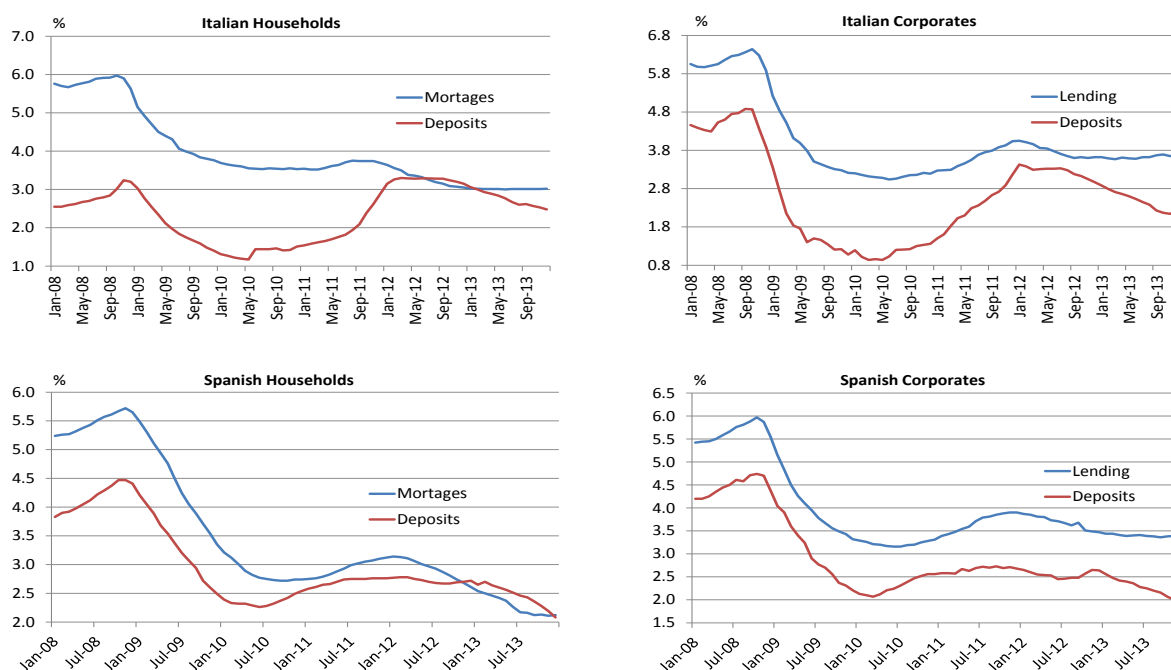 Italian Households
%
7.0
6.0
5.0
4.0
3.0
2.0
1.0
Mortages
Deposits
Jan-08
May-08
Sep-08
Jan-09
May-09
Sep-09
Jan-10
May-10
Sep-10
Jan-11
May-11
Sep-11
Jan-12
May-12
Sep-12
Jan-13
May-13
Sep-13
Italian Corporates
%
6.8
5.8
4.8
3.8
2.8
1.8
0.8
Lending
Deposits
Jan-08
May-08
Sep-08
Jan-09
May-09
Sep-09
Jan-10
May-10
Sep-10
Jan-11
May-11
Sep-11
Jan-12
May-12
Sep-12
Jan-13
May-13
Sep-13
Spanish Households
%
6.0
5.5
5.0
4.5
4.0
3.5
3.0
2.5
2.0
Mortages
Deposits
Jan-08
Jul-08
Jan-09
Jul-09
Jan-10
Jul-10
Jan-11
Jul-11
Jan-12
Jul-12
Jan-13
Jul-13
Spanish Corporates
%
6.5
6.0
5.5
5.0
4.5
4.0
3.5
3.0
2.5
2.0
1.5
Lending
Deposits
Jan-08
Jul-08
Jan-09
Jul-09
Jan-10
Jul-10
Jan-11
Jul-11
Jan-12
Jul-12
Jan-13
Jul-13